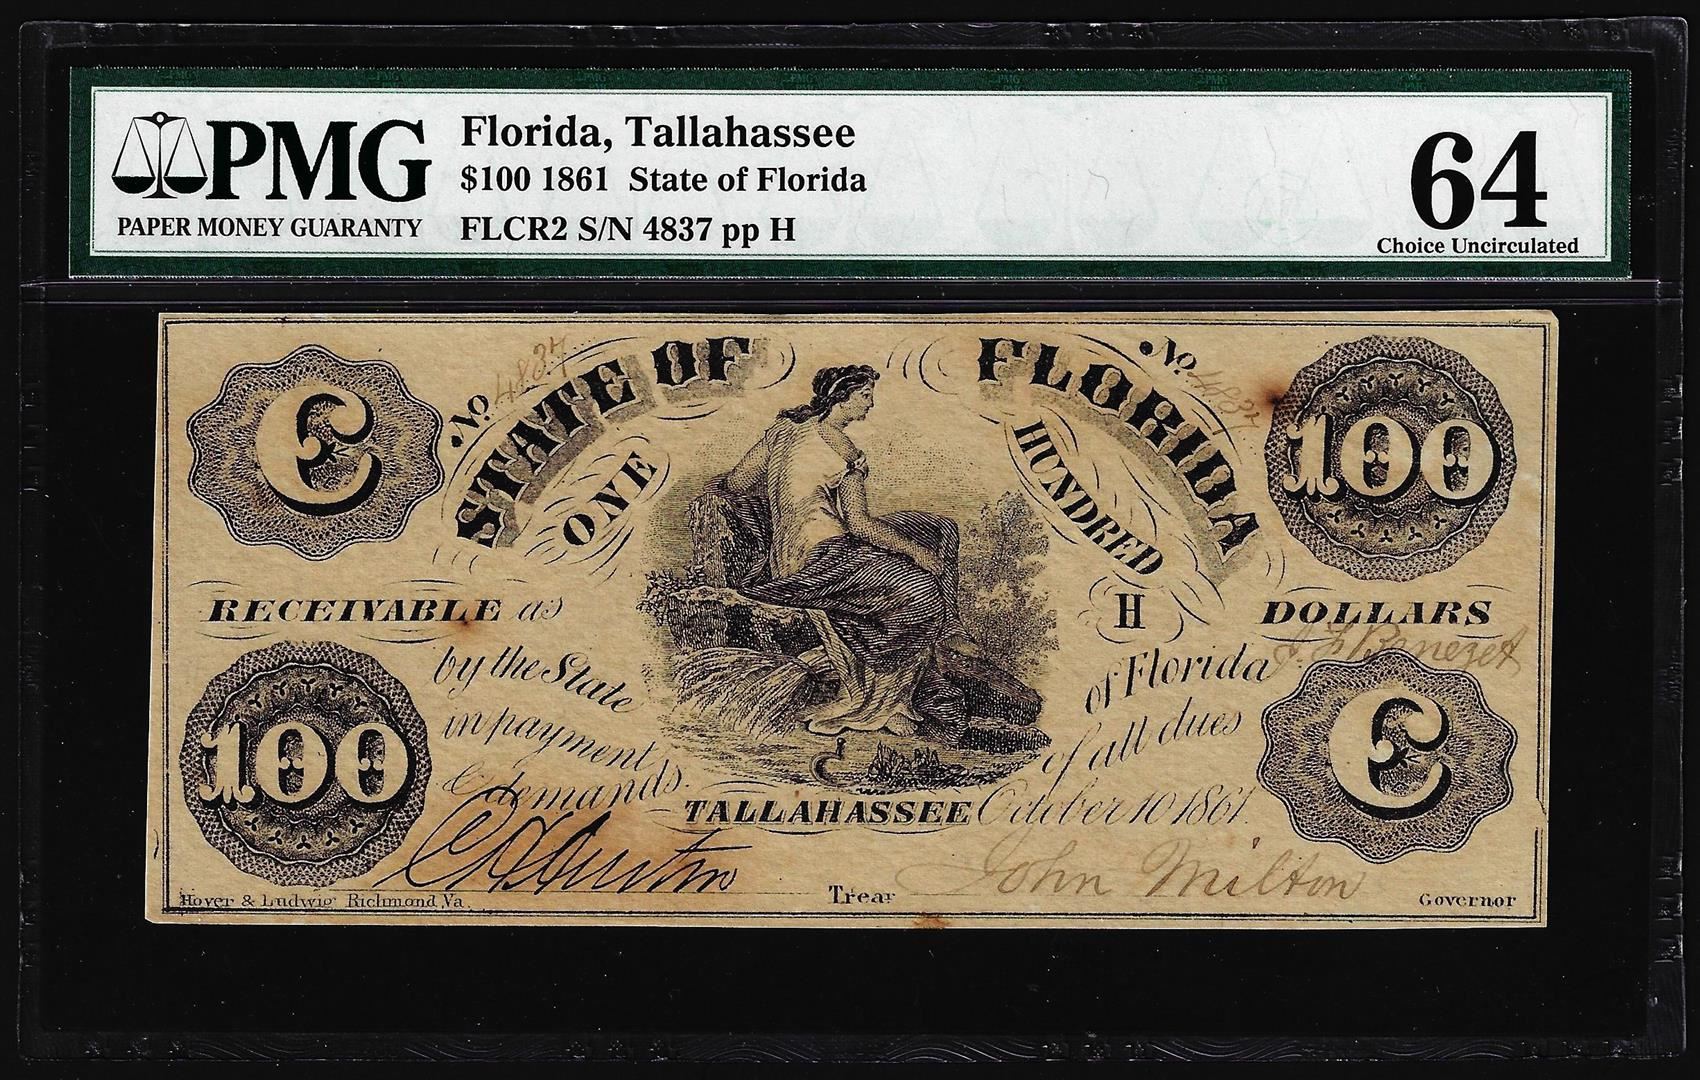 PMG
PAPER MONEY GUARANTY
Florida, Tallahassee
$100 1861 State of Florida
FLCR2 S/N 4837 pp H
64
Choice Uncirculated
No. 4837
No. 4837
STATE OF FLORIDA
C
ONE HUNDRED
100
RECEIVABLE as
H
DOLLARS
by the State of Florida
J. F. Benezet
in payment of all dues
& demands.
100
C
TALLAHASSEE October 10 1861.
C H Austin Trear
John Milton Governor
Hoyer & Ludwig Richmond, Va.